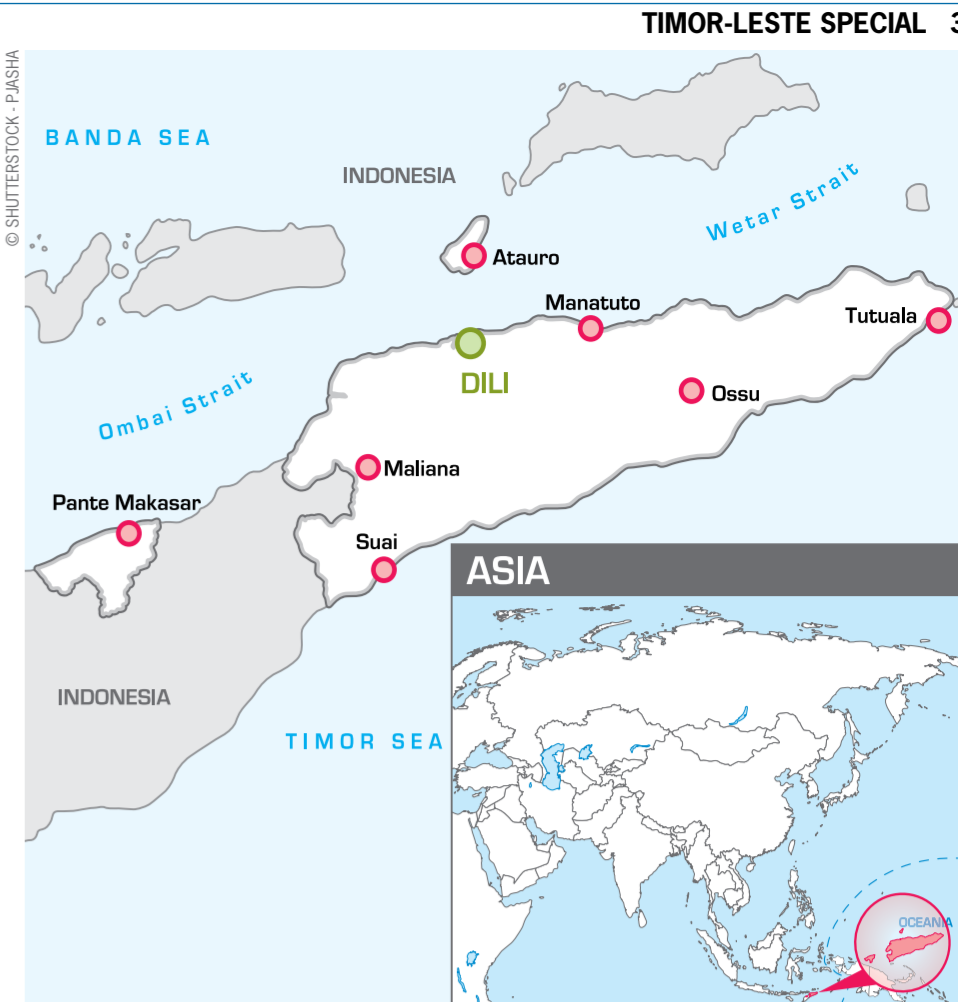 TIMOR-LESTE SPECIAL 3
© SHUTTERSTOCK - PJASHA
BANDA SEA
INDONESIA
Wetar Strait
Atauro
Manatuto
Tutuala
DILI
Ossu
Ombai Strait
Maliana
Pante Makasar
Suai
ASIA
INDONESIA
TIMOR SEA
OCEANIA